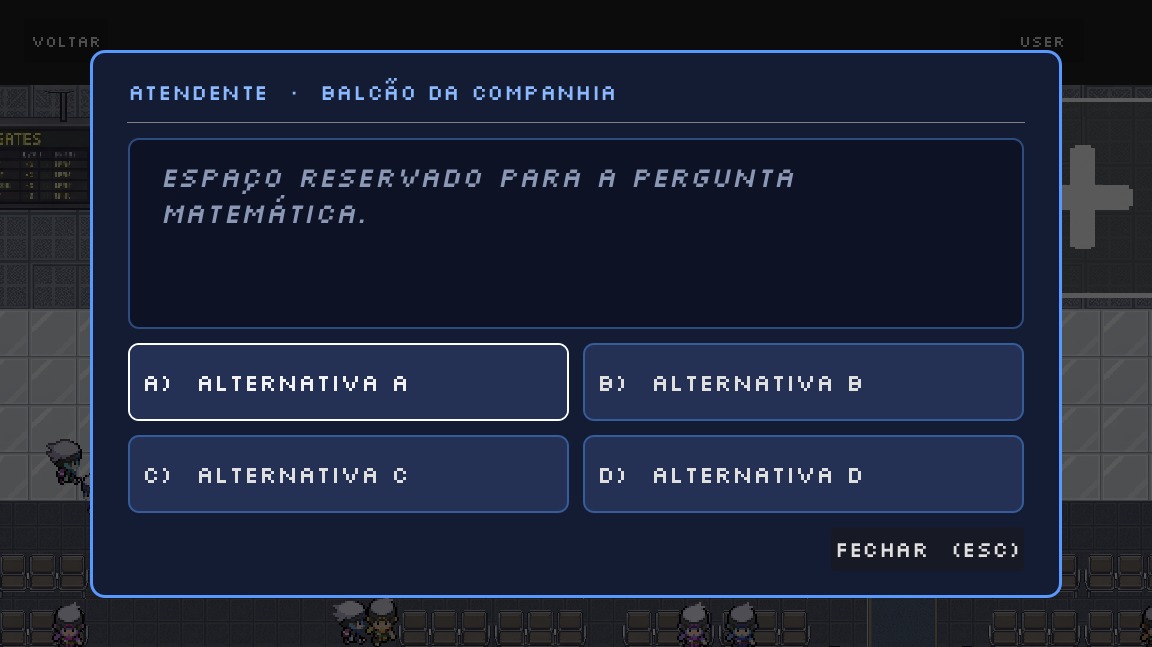 VOLTAR
USER
ATENDENTE · BALCÃO DA COMPANHIA
GATES
ESPAÇO RESERVADO PARA A PERGUNTA
MATEMÁTICA.
A) ALTERNATIVA A
B) ALTERNATIVA B
C) ALTERNATIVA C
D) ALTERNATIVA D
FECHAR (ESC)